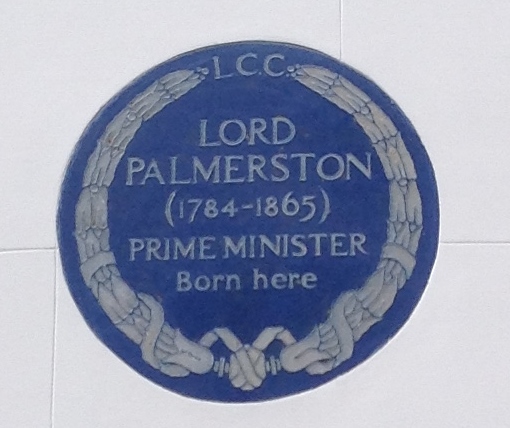 L.C.C.
LORD
PALMERSTON
(1784-1865)
PRIME MINISTER
Born here